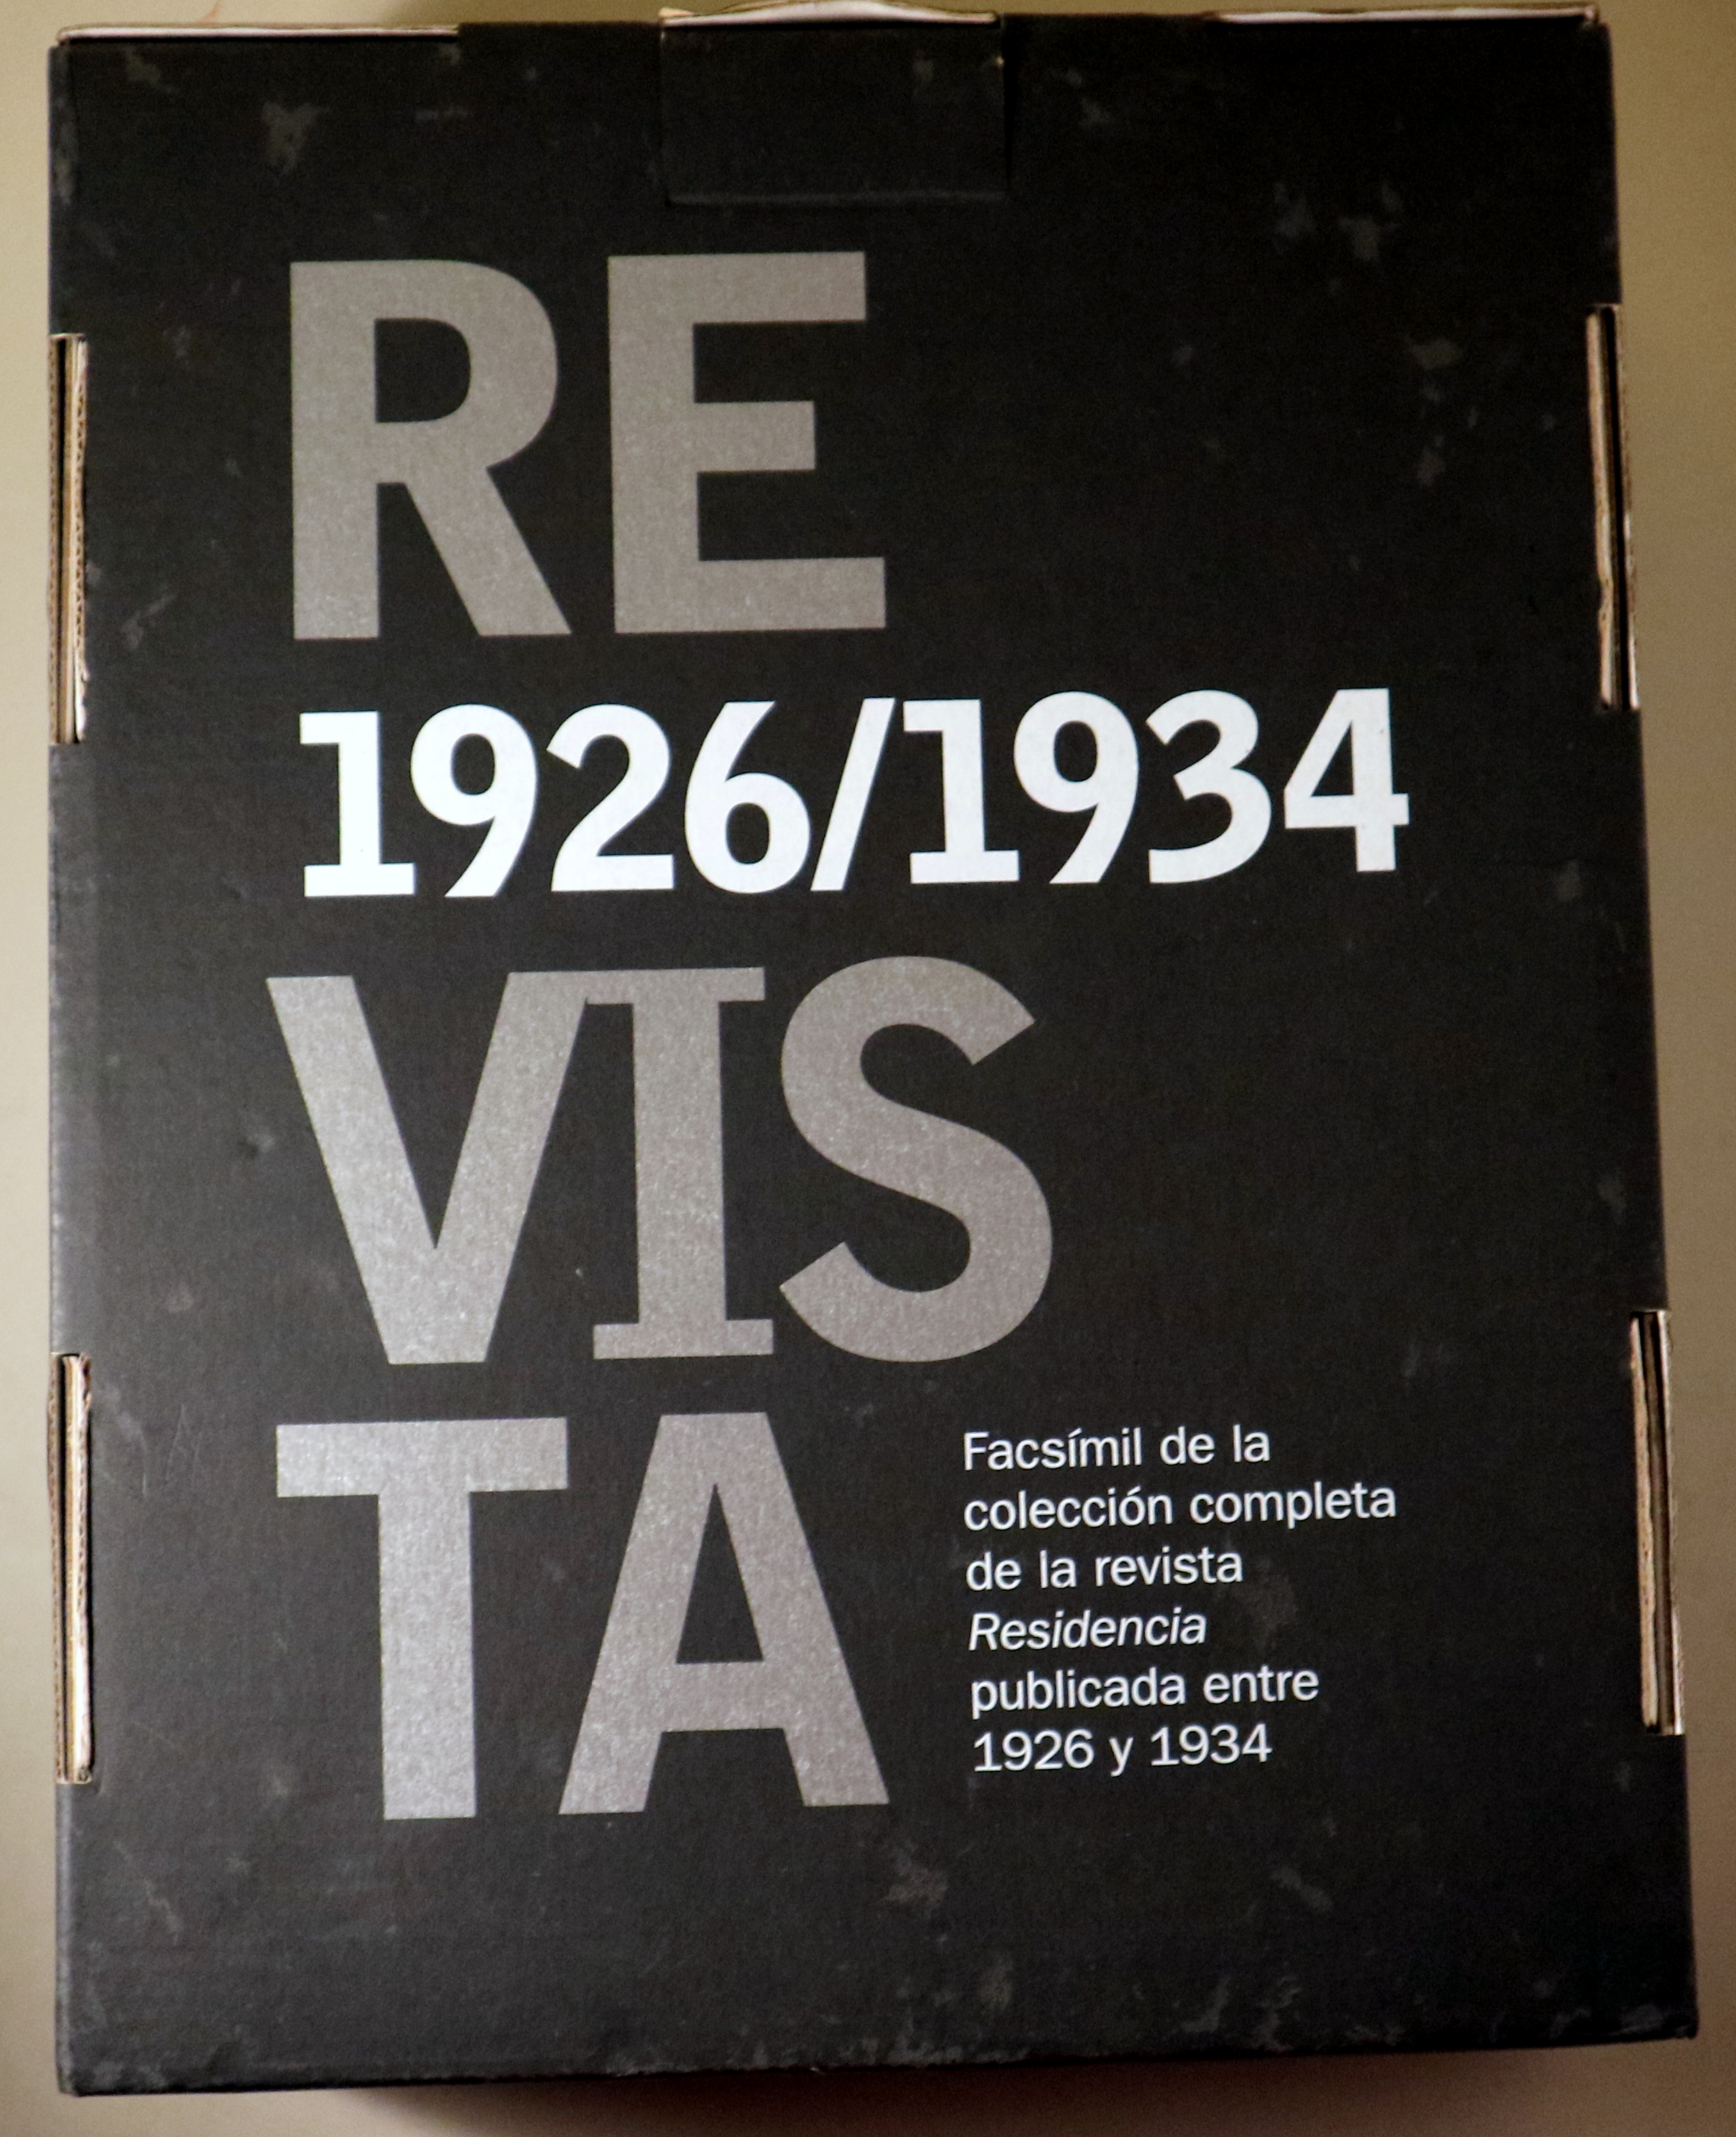 RE
1926/1934
VIS
TA
Facsímil de la
colección completa
de la revista
Residencia
publicada entre
1926 y 1934